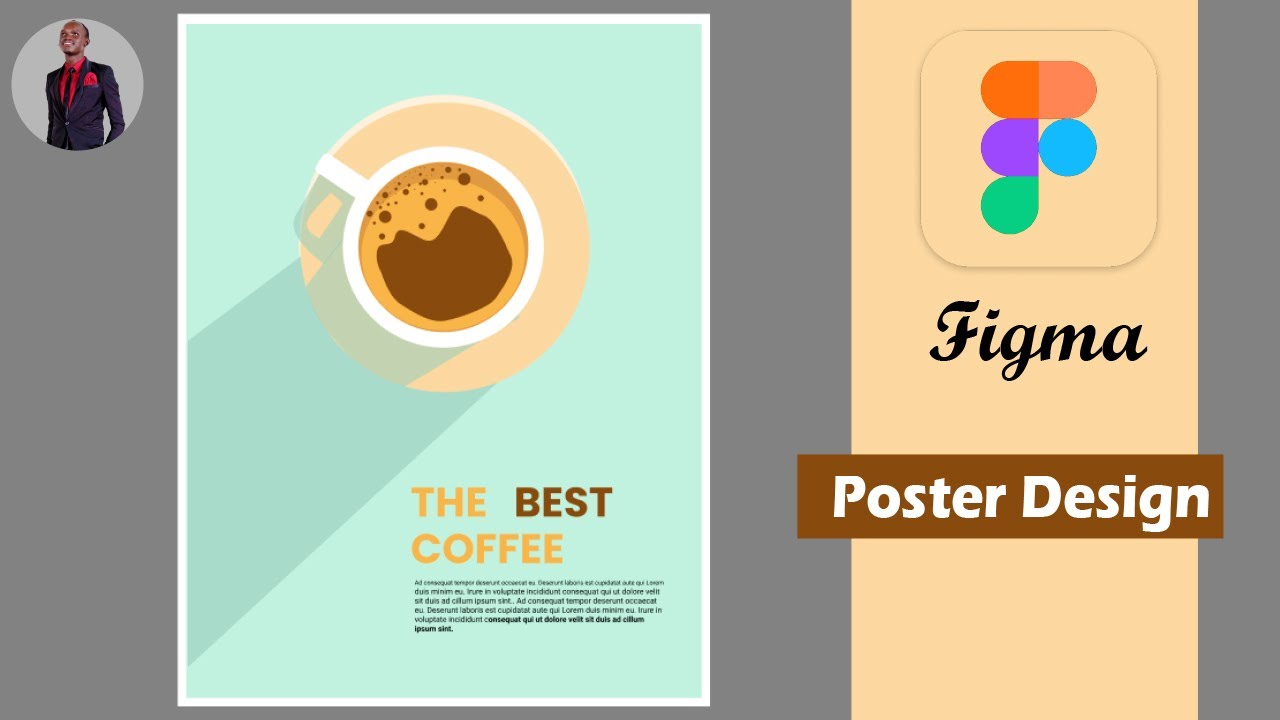 THE BEST
COFFEE
Ad consequat tempor deserunt occaecat eu. Deserunt laboris est cupidatat aute qui Lorem
duis minim eu. Irure in voluptate incididunt consequat qui ut dolore velit
sit duis ad cillum ipsum sint.. Ad consequat tempor deserunt occaecat
eu. Deserunt laboris est cupidatat aute qui Lorem duis minim eu. Irure in
voluptate incididunt consequat qui ut dolore velit sit duis ad cillum
ipsum sint.
Figma
Poster Design